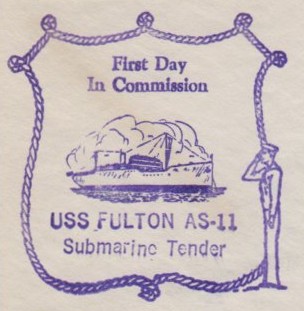 First Day
In Commission
USS FULTON AS-11
Submarine Tender